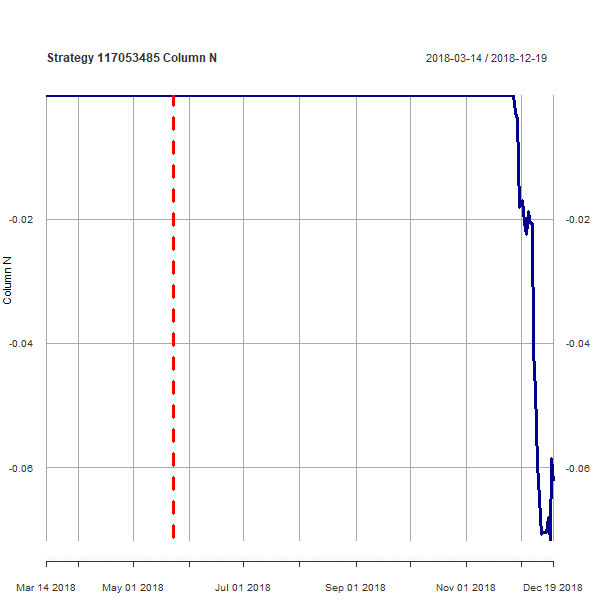 Strategy 117053485 Column N
2018-03-14 / 2018-12-19
-0.02
-0.02
Column N
-0.04
-0.04
-0.06
-0.06
Mar 14 2018
May 01 2018
Jul 01 2018
Sep 01 2018
Nov 01 2018
Dec 19 2018